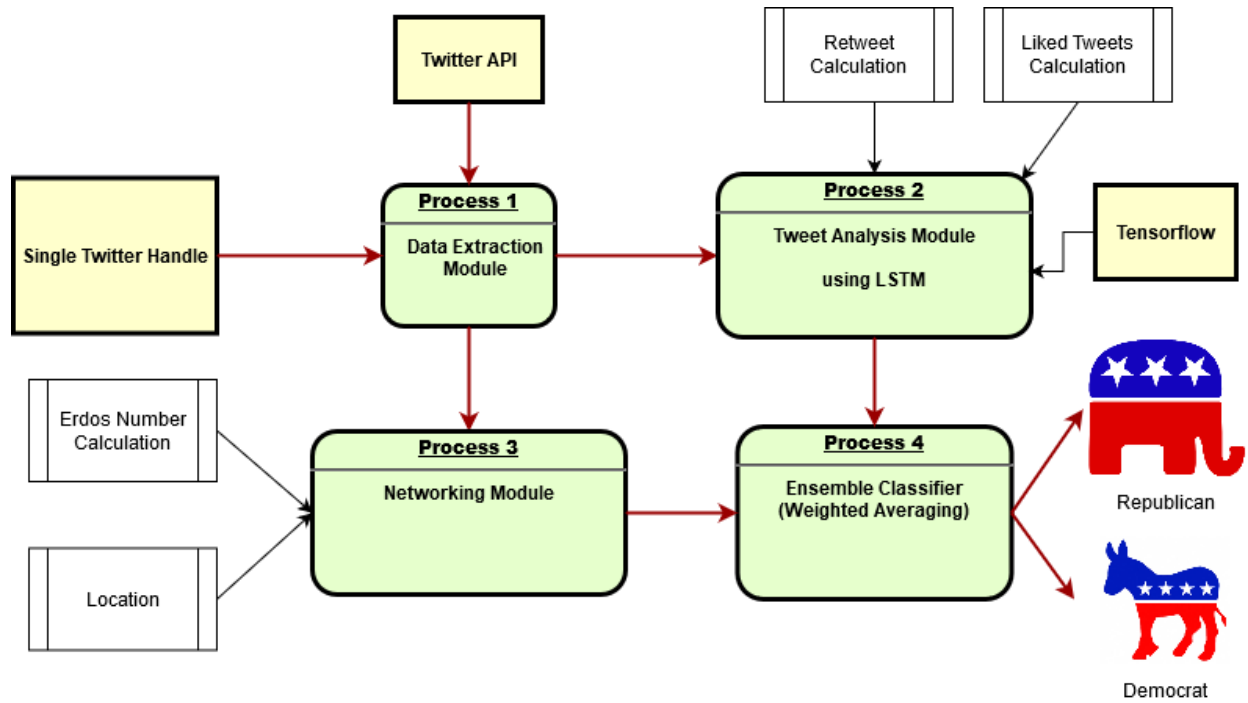 Twitter API
Retweet
Calculation
Liked Tweets
Calculation
Single Twitter Handle
Process 1
Data Extraction
Module
Process 2
Tweet Analysis Module
using LSTM
Tensorflow
Erdos Number
Calculation
Process 3
Networking Module
Process 4
Ensemble Classifier
(Weighted Averaging)
Republican
Location
Democrat